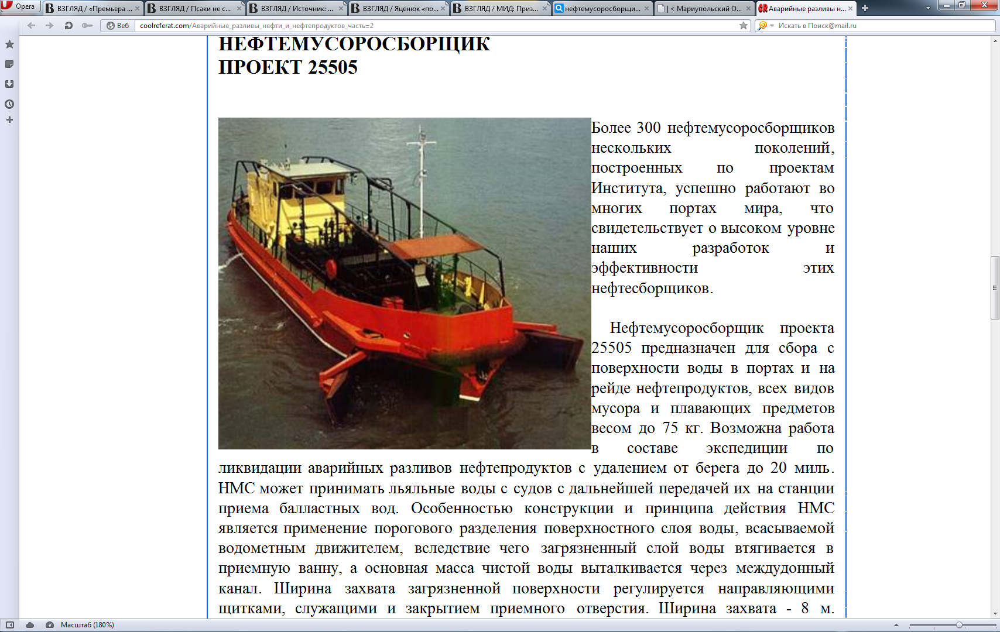 Opera
ВЗГЛЯД / «Премьера ...
ВЗГЛЯД / Псаки не с...
ВЗГЛЯД / Источник: ...
ВЗГЛЯД / Яценюк «по...
ВЗГЛЯД / МИД: Приз...
нефтемусоросборщи...
| < Мариупольский О...
Аварийные разливы н...
Веб
coolreferat.com/Аварийные_разливы_нефти_и_нефтепродуктов_часть=2
Искать в Поиск@mail.ru
НЕФТЕМУСОРОСБОРЩИК
ПРОЕКТ 25505
Более 300 нефтемусоросборщиков
нескольких поколений,
построенных по проектам
Института, успешно работают во
многих портах мира, что
свидетельствует о высоком уровне
наших разработок и
эффективности этих
нефтесборщиков.
Нефтемусоросборщик проекта
25505 предназначен для сбора с
поверхности воды в портах и на
рейде нефтепродуктов, всех видов
мусора и плавающих предметов
весом до 75 кг. Возможна работа
в составе экспедиции по
ликвидации аварийных разливов нефтепродуктов с удалением от берега до 20 миль.
НМС может принимать льяльные воды с судов с дальнейшей передачей их на станции
приема балластных вод. Особенностью конструкции и принципа действия НМС
является применение порогового разделения поверхностного слоя воды, всасываемой
водометным движителем, вследствие чего загрязненный слой воды втягивается в
приемную ванну, а основная масса чистой воды выталкивается через междудонный
канал. Ширина захвата загрязненной поверхности регулируется направляющими
щитками, служащими и закрытием приемного отверстия. Ширина захвата - 8 м.
Масштаб (180%)